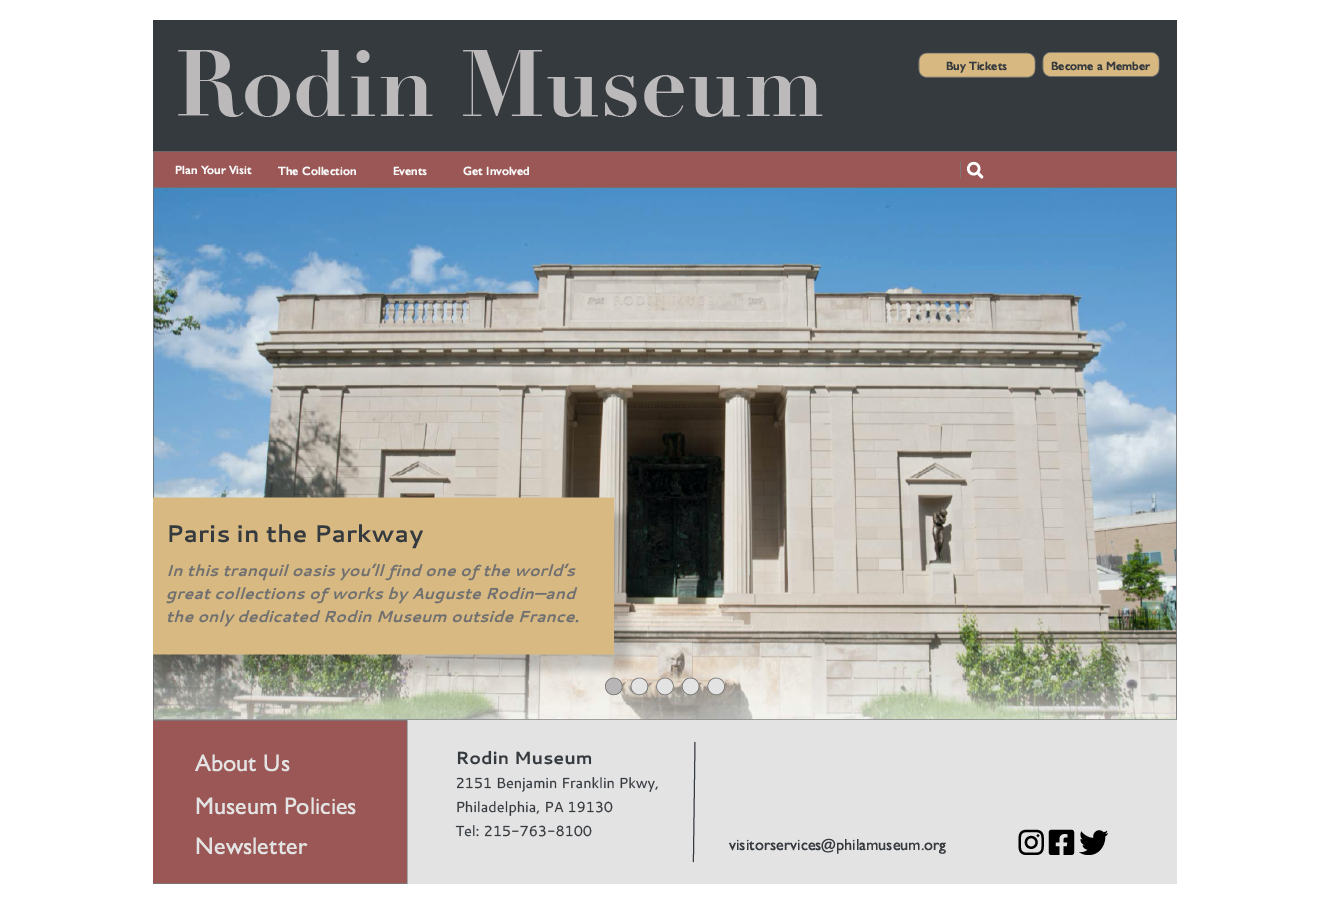 Rodin Museum
Buy Tickets
Become a Member
Plan Your Visit
The Collection
Events
Get Involved
RODIN MUSEUM
Paris in the Parkway
In this tranquil oasis you'll find one of the world's
great collections of works by Auguste Rodin—and
the only dedicated Rodin Museum outside France.
About Us
Museum Policies
Newsletter
Rodin Museum
2151 Benjamin Franklin Pkwy,
Philadelphia, PA 19130
Tel: 215-763-8100
visitorservices@philamuseum.org